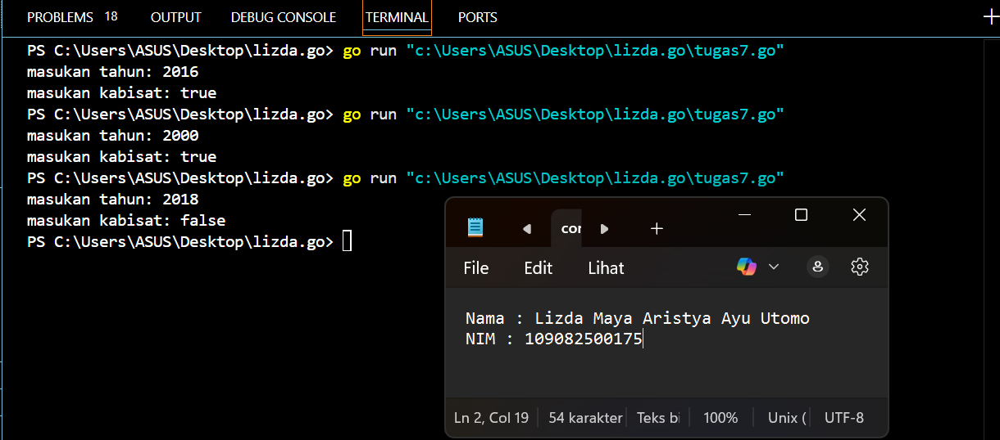 PROBLEMS 18 OUTPUT DEBUG CONSOLE TERMINAL PORTS
PS C:\Users\ASUS\Desktop\lizda.go> go run "c:\Users\ASUS\Desktop\lizda.go\tugas7.go"
masukan tahun: 2016
masukan kabisat: true
PS C:\Users\ASUS\Desktop\lizda.go> go run "c:\Users\ASUS\Desktop\lizda.go\tugas7.go"
masukan tahun: 2000
masukan kabisat: true
PS C:\Users\ASUS\Desktop\lizda.go> go run "c:\Users\ASUS\Desktop\lizda.go\tugas7.go"
masukan tahun: 2018
masukan kabisat: false
PS C:\Users\ASUS\Desktop\lizda.go>
File Edit Lihat
Nama : Lizda Maya Aristya Ayu Utomo
NIM : 109082500175
Ln 2, Col 19 54 karakter Teks bi 100% Unix ( UTF-8